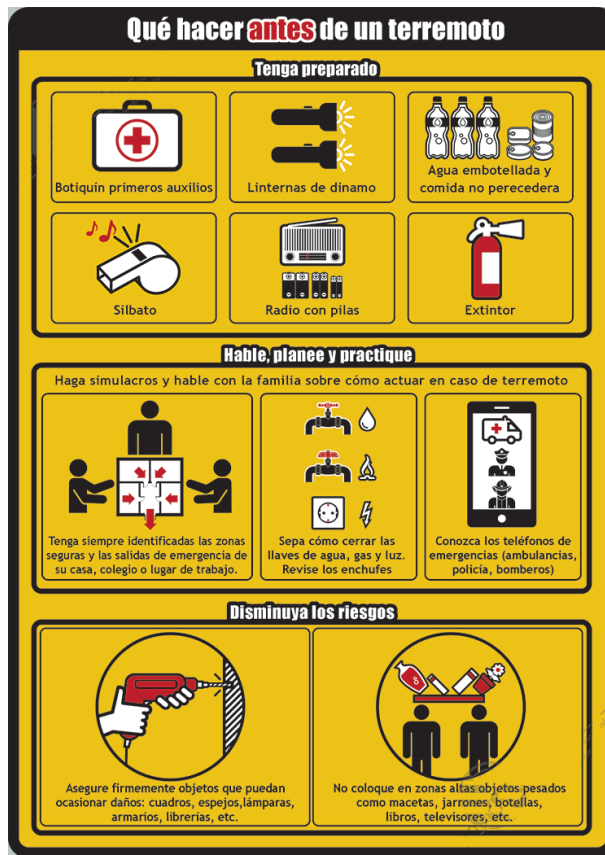 Qué hacer antes de un terremoto
Tenga preparado
Botiquín primeros auxilios
Linternas de dinamo
Agua embotellada y
comida no perecedera
Silbato
Radio con pilas
Extintor
Hable, planee y practique
Haga simulacros y hable con la familia sobre cómo actuar en caso de terremoto
Tenga siempre identificadas las zonas
seguras y las salidas de emergencia de
su casa, colegio o lugar de trabajo.
Sepa cómo cerrar las
llaves de agua, gas y luz.
Revise los enchufes
Conozca los teléfonos de
emergencias (ambulancias,
policía, bomberos)
Disminuya los riesgos
Asegure firmemente objetos que puedan
ocasionar daños: cuadros, espejos,lámparas,
armarios, librerías, etc.
No coloque en zonas altas objetos pesados
como macetas, jarrones, botellas,
libros, televisores, etc.